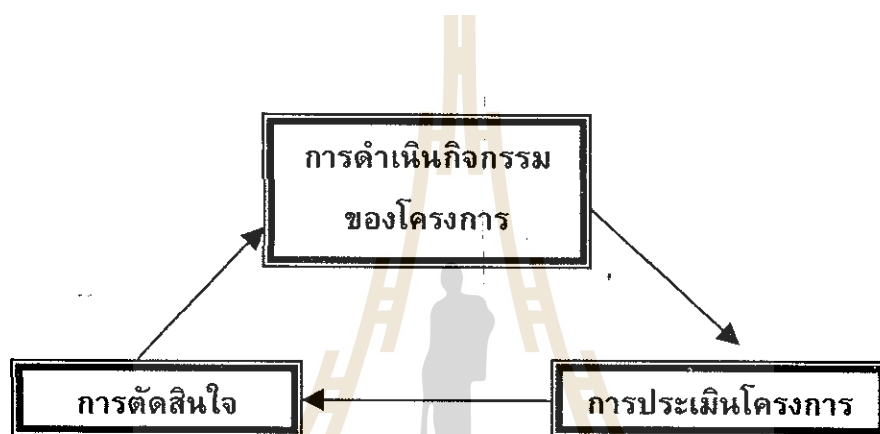 การดำเนินกิจกรรม
ของโครงการ
การตัดสินใจ
การประเมินโครงการ